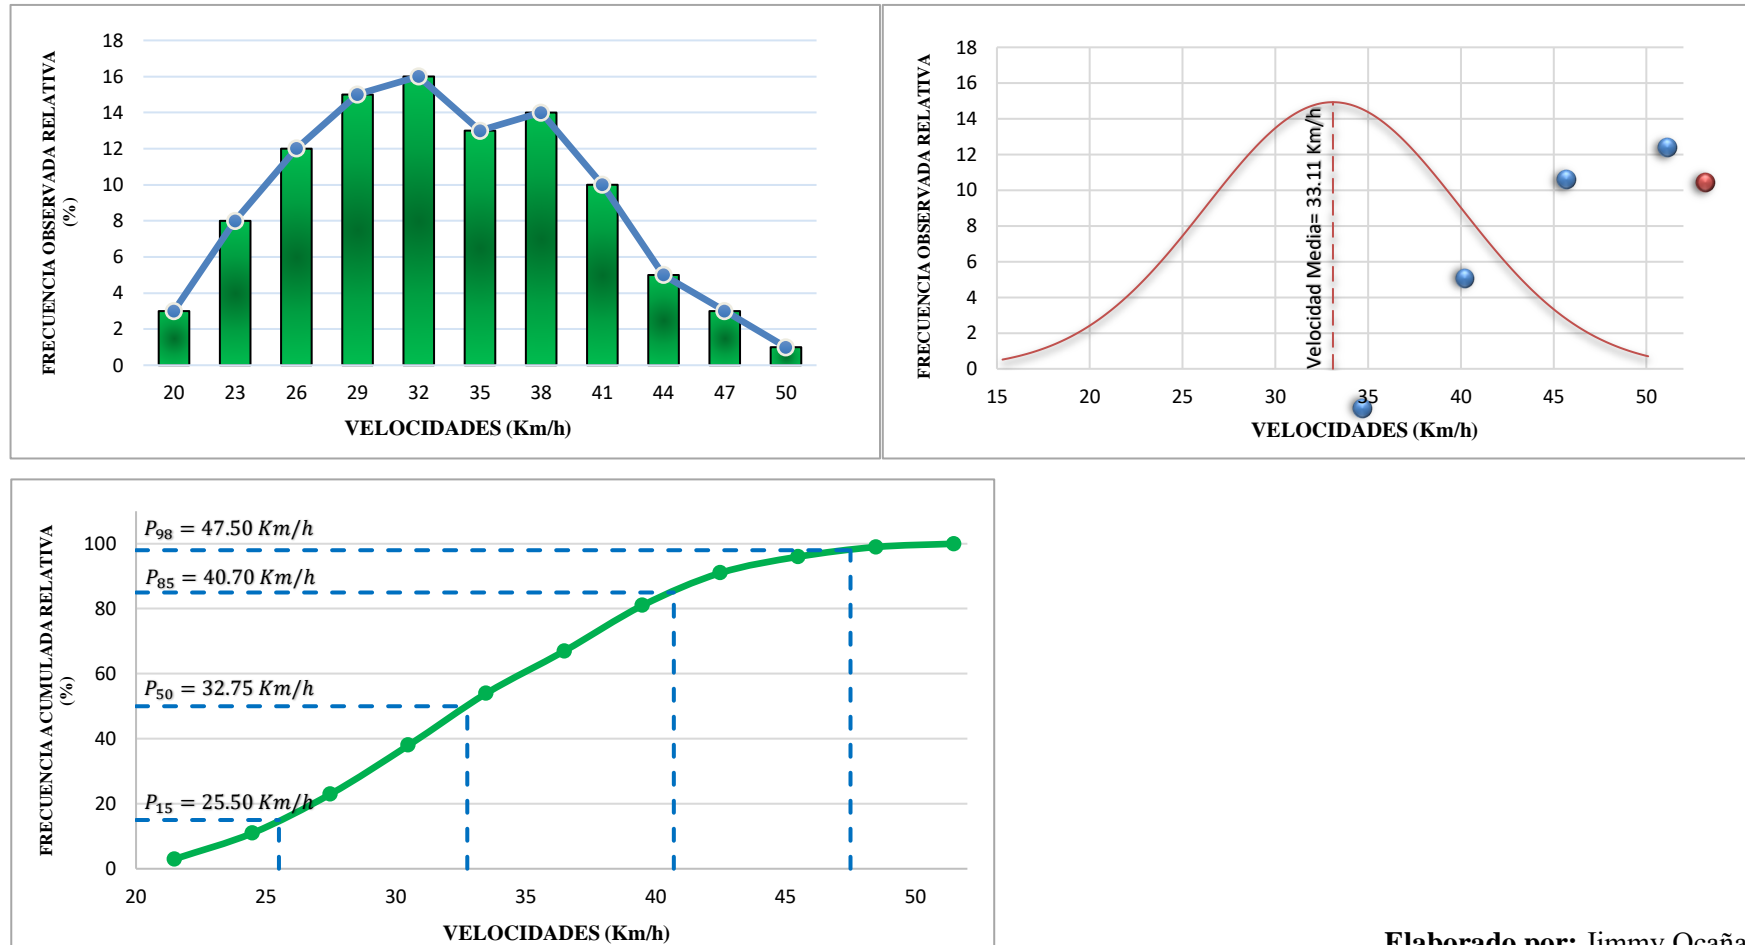 FRECUENCIA OBSERVADA RELATIVA
(%)
18
16
14
12
10
8
6
4
2
0
20 23 26 29 32 35 38 41 44 47 50
VELOCIDADES (Km/h)
FRECUENCIA OBSERVADA RELATIVA
18
16
14
12
10
8
6
4
2
0
Velocidad Media= 33.11 Km/h
15 20 25 30 35 40 45 50
VELOCIDADES (Km/h)
FRECUENCIA ACUMULADA RELATIVA
(%)
100
80
60
40
20
0
P₉₈ = 47.50 Km/h
P₈₅ = 40.70 Km/h
P₅₀ = 32.75 Km/h
P₁₅ = 25.50 Km/h
20 25 30 35 40 45 50
VELOCIDADES (Km/h)
Elaborado por: Jimmy Ocaña